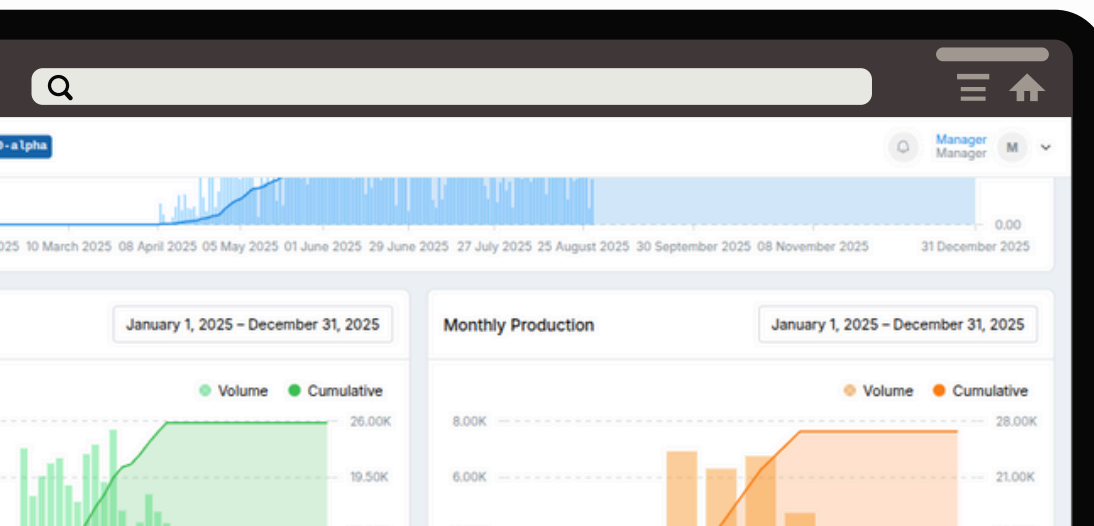 -alpha
Manager
Manager
M
0.00
10 March 2025 08 April 2025 05 May 2025 01 June 2025 29 June 2025 27 July 2025 25 August 2025 30 September 2025 08 November 2025 31 December 2025
January 1, 2025 – December 31, 2025
Volume Cumulative
26.00K
19.50K
Monthly Production
January 1, 2025 – December 31, 2025
Volume Cumulative
8.00K 28.00K
6.00K 21.00K